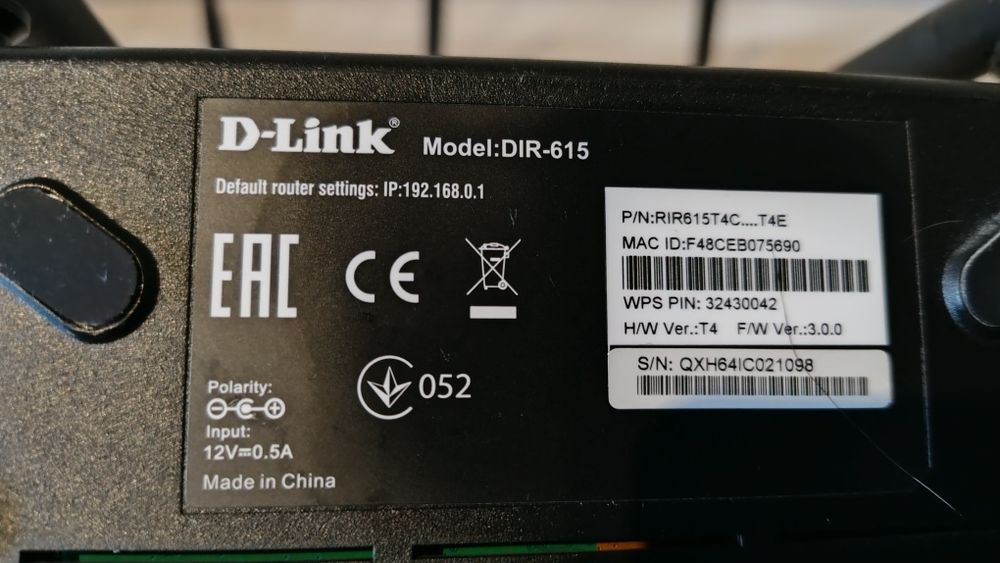 D-Link®
Model:DIR-615
Default router settings: IP:192.168.0.1
P/N:RIR615T4C....T4E
MAC ID:F48CEB075690
WPS PIN: 32430042
H/W Ver.:T4 F/W Ver.:3.0.0
S/N: QXH64IC021098
EAC
CE
052
Polarity:
Input:
12V⎓0.5A
Made in China